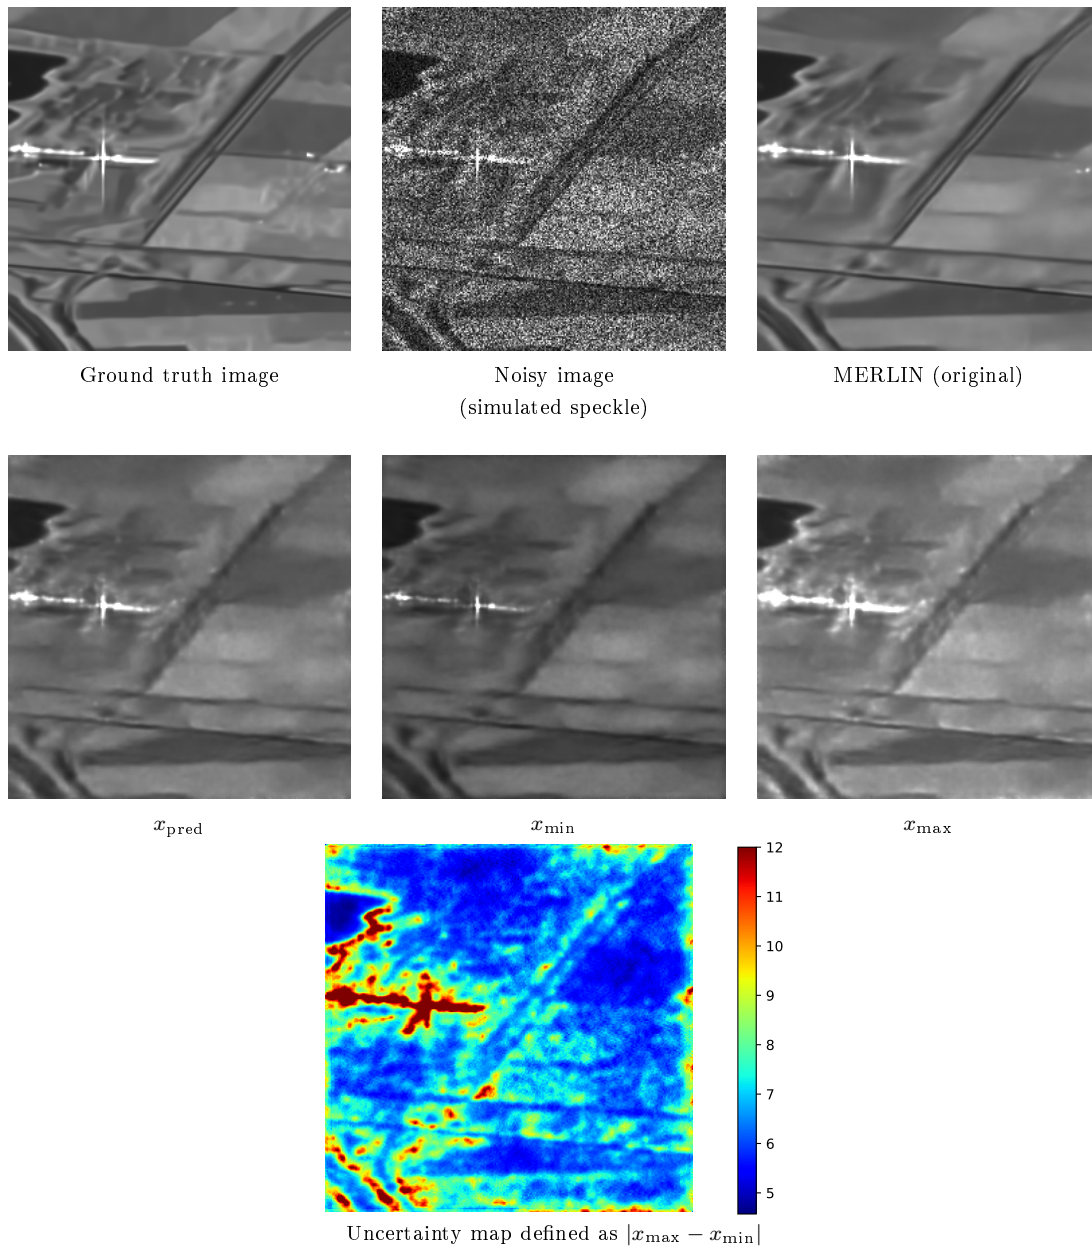 Ground truth image
Noisy image
(simulated speckle)
MERLIN (original)
x_pred
x_min
x_max
12
11
10
9
8
7
6
5
Uncertainty map defined as |x_max − x_min|